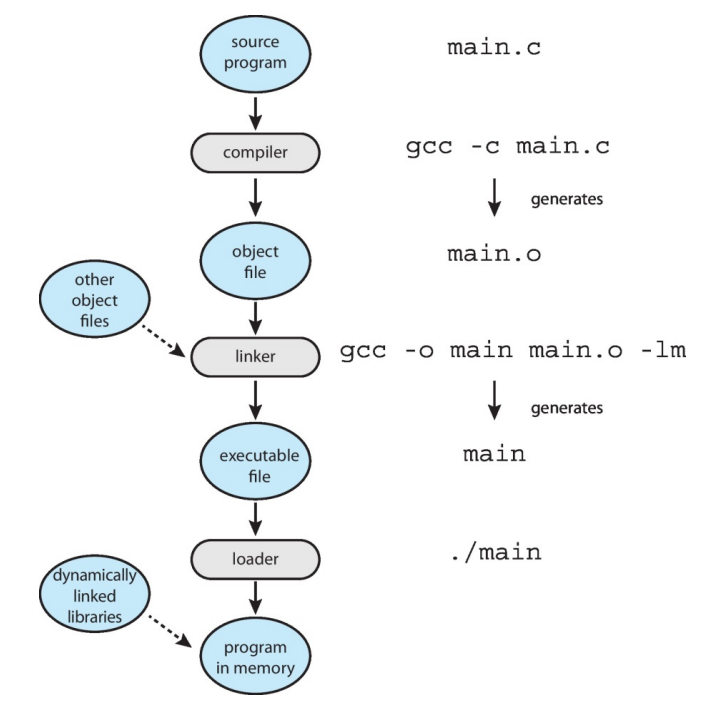 source
program
main.c
compiler
gcc -c main.c
generates
object
file
main.o
other
object
files
linker
gcc -o main main.o -lm
generates
executable
file
main
loader
./main
dynamically
linked
libraries
program
in memory